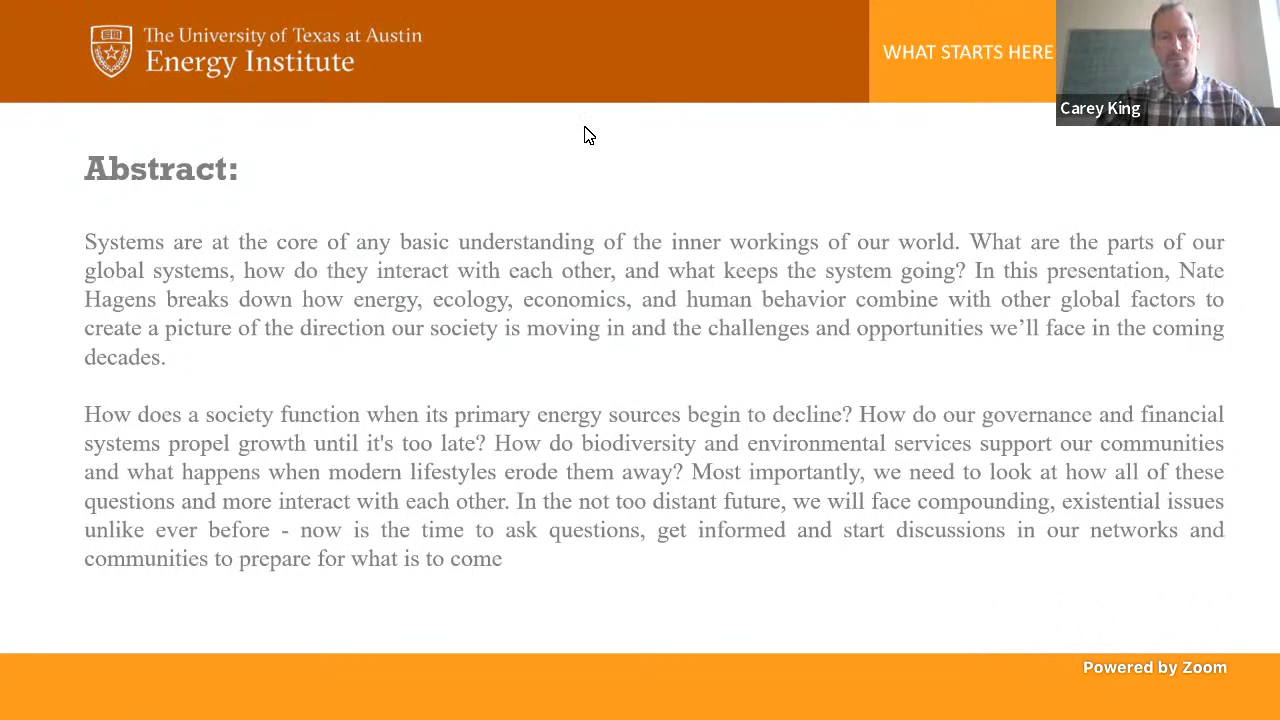 The University of Texas at Austin
Energy Institute
WHAT STARTS HERE
Carey King
Abstract:
Systems are at the core of any basic understanding of the inner workings of our world. What are the parts of our
global systems, how do they interact with each other, and what keeps the system going? In this presentation, Nate
Hagens breaks down how energy, ecology, economics, and human behavior combine with other global factors to
create a picture of the direction our society is moving in and the challenges and opportunities we’ll face in the coming
decades.
How does a society function when its primary energy sources begin to decline? How do our governance and financial
systems propel growth until it's too late? How do biodiversity and environmental services support our communities
and what happens when modern lifestyles erode them away? Most importantly, we need to look at how all of these
questions and more interact with each other. In the not too distant future, we will face compounding, existential issues
unlike ever before - now is the time to ask questions, get informed and start discussions in our networks and
communities to prepare for what is to come
Powered by Zoom